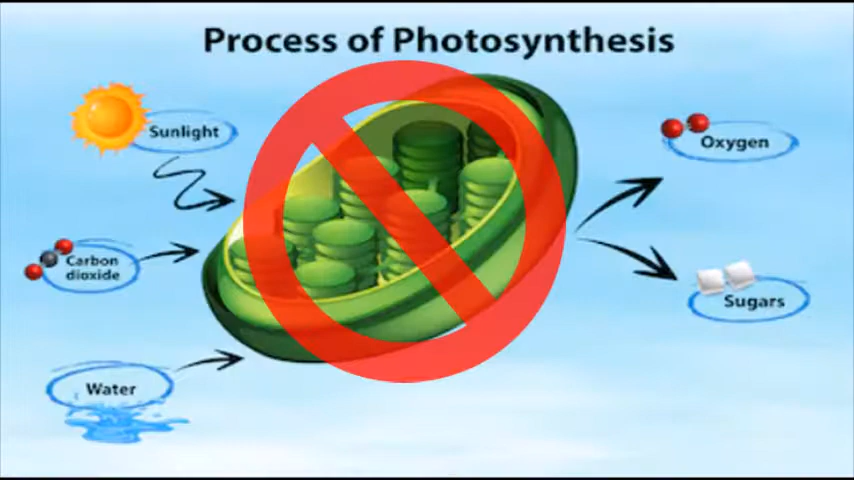 Process of Photosynthesis
Sunlight
Oxygen
Carbon
dioxide
Sugars
Water